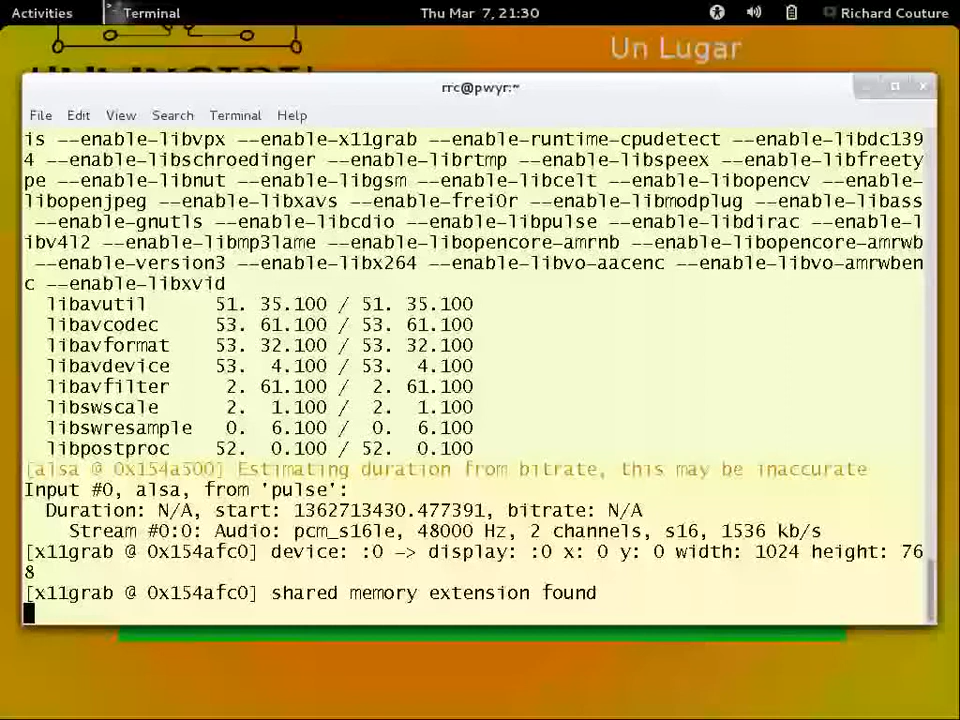 Activities Terminal Thu Mar 7, 21:30 Richard Couture
Un Lugar
rrc@pwyr:~
File Edit View Search Terminal Help
is --enable-libvpx --enable-x11grab --enable-runtime-cpudetect --enable-libdc139
4 --enable-libschroedinger --enable-librtmp --enable-libspeex --enable-libfreety
pe --enable-libnut --enable-libgsm --enable-libcelt --enable-libopencv --enable-
libopenjpeg --enable-libxavs --enable-frei0r --enable-libmodplug --enable-libass
--enable-gnutls --enable-libcdio --enable-libpulse --enable-libdirac --enable-l
ibv4l2 --enable-libmp3lame --enable-libopencore-amrnb --enable-libopencore-amrwb
--enable-version3 --enable-libx264 --enable-libvo-aacenc --enable-libvo-amrwben
c --enable-libxvid
libavutil 51. 35.100 / 51. 35.100
libavcodec 53. 61.100 / 53. 61.100
libavformat 53. 32.100 / 53. 32.100
libavdevice 53. 4.100 / 53. 4.100
libavfilter 2. 61.100 / 2. 61.100
libswscale 2. 1.100 / 2. 1.100
libswresample 0. 6.100 / 0. 6.100
libpostproc 52. 0.100 / 52. 0.100
[alsa @ 0x154a500] Estimating duration from bitrate, this may be inaccurate
Input #0, alsa, from 'pulse':
Duration: N/A, start: 1362713430.477391, bitrate: N/A
Stream #0:0: Audio: pcm_s16le, 48000 Hz, 2 channels, s16, 1536 kb/s
[x11grab @ 0x154afc0] device: :0 -> display: :0 x: 0 y: 0 width: 1024 height: 76
8
[x11grab @ 0x154afc0] shared memory extension found